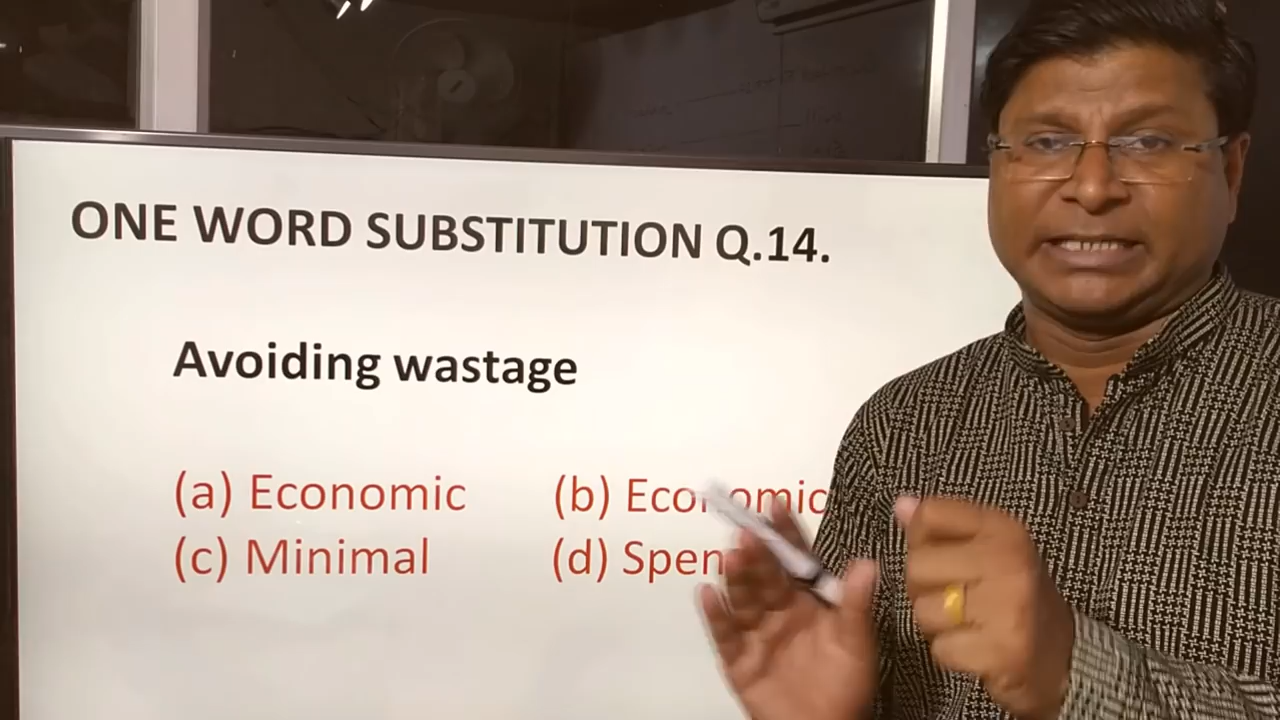 ONE WORD SUBSTITUTION Q.14.
Avoiding wastage
(a) Economic (b)
(c) Minimal (d)